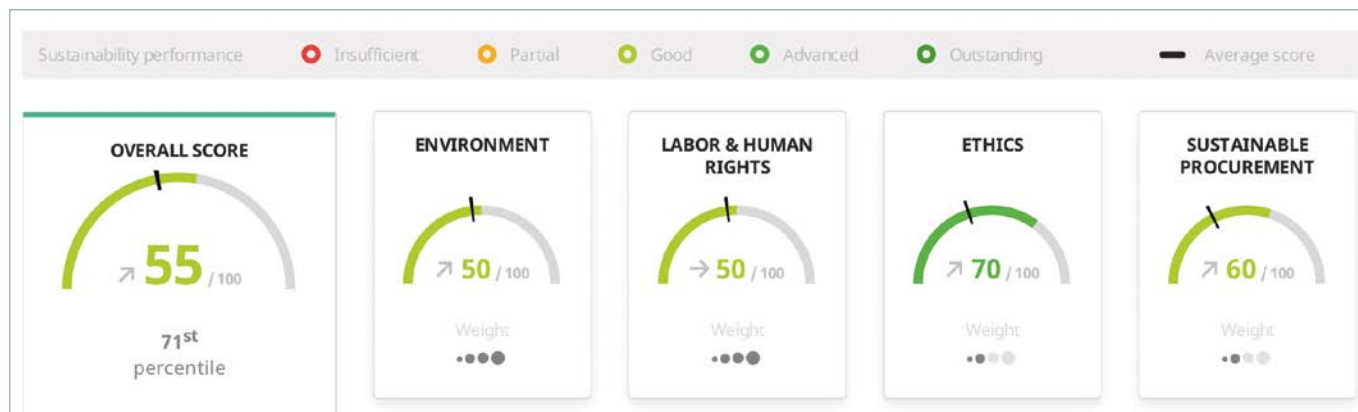 Sustainability performance Insufficient Partial Good Advanced Outstanding Average score
OVERALL SCORE
55 / 100
71st
percentile
ENVIRONMENT
50 / 100
Weight
LABOR & HUMAN
RIGHTS
50 / 100
Weight
ETHICS
70 / 100
Weight
SUSTAINABLE
PROCUREMENT
60 / 100
Weight